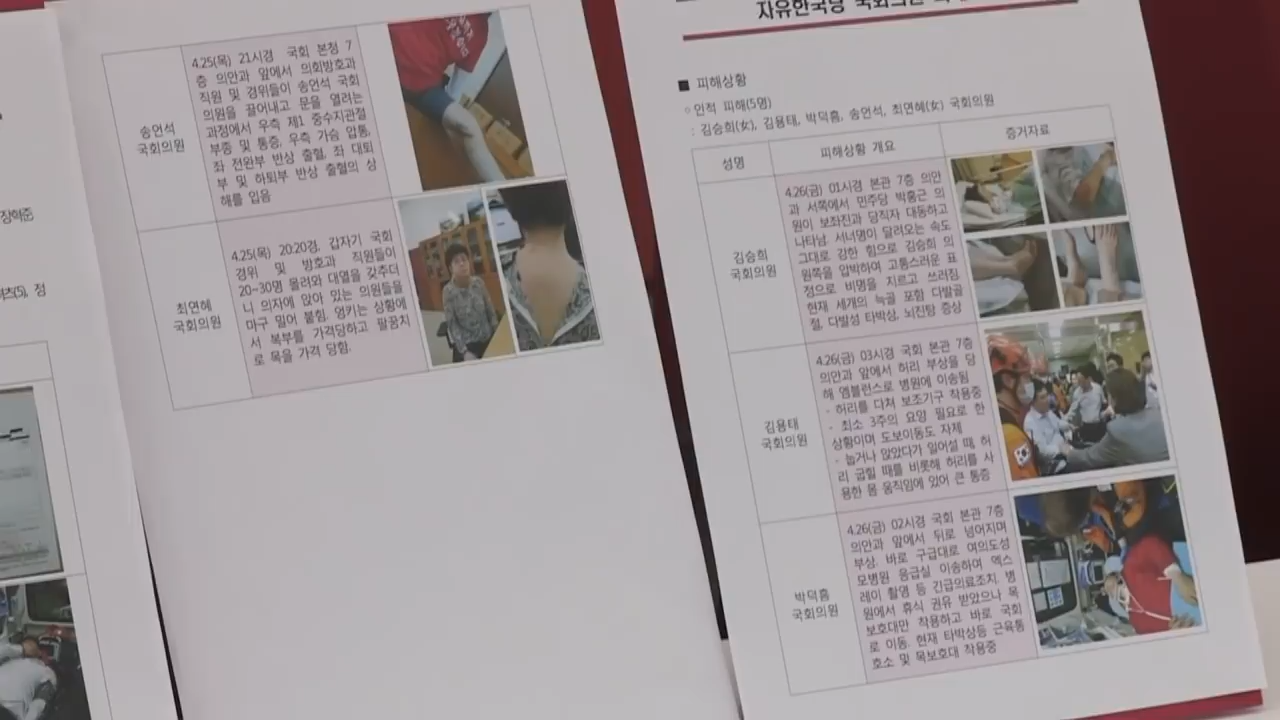 4.25(목) 21시경 국회 본청 7
층 의안과 앞에서 의회방호과
직원 및 경위들이 송언석 국회
의원을 끌어내고 문을 열려는
과정에서 우측 제1 중수지관절
부종 및 통증, 우측 가슴 입통,
좌 전완부 반상 출혈, 좌 대퇴
부 및 하퇴부 반상 출혈의 상
해를 입음
송언석
국회의원
4.25(목) 20:20경, 갑자기 국회
경위 및 방호과 직원들이
20~30명 몰려와 대열을 갖추더
니 의자에 앉아 있는 의원들을
마구 밀어 붙힘. 엉키는 상황에
서 복부를 가격당하고 팔꿈치
로 목을 가격 당함.
최연혜
국회의원
장학준
정
자유한국당 국회의원
■ 피해상황
○ 인적 피해(5명)
: 김승희(女), 김용태, 박덕흠, 송언석, 최연혜(女) 국회의원
성명
피해상황 개요
증거자료
김승희
국회의원
4.26(금) 01시경 본관 7층 의안
과 서쪽에서 민주당 박홍근 의
원이 보좌진과 당직자 대동하고
나타남. 서너명이 달려오는 속도
그대로 강한 힘으로 김승희 의
원쪽을 압박하여 고통스러운 표
정으로 비명을 지르고 쓰러짐.
현재 세개의 늑골 포함 다발골
절, 다발성 타박상, 뇌진탕 증상
김용태
국회의원
4.26(금) 03시경 국회 본관 7층
의안과 앞에서 허리 부상을 당
해 앰블런스로 병원에 이송됨
- 허리를 다쳐 보조기구 착용중
- 최소 3주의 요양 필요로 한
상황이며 도보이동도 자제
- 눕거나 앉았다가 일어설 때, 허
리 굽힐 때를 비롯해 허리를 사
용한 몸 움직임에 있어 큰 통증
박덕흠
국회의원
4.26(금) 02시경 국회 본관 7층
의안과 앞에서 뒤로 넘어지며
부상. 바로 구급대로 여의도성
모병원 응급실 이송하여 엑스
레이 촬영 등 긴급의료조치. 병
원에서 휴식 권유 받았으나 목
보호대만 착용하고 바로 국회
로 이동. 현재 타박상등 근육통
호소 및 목보호대 착용중